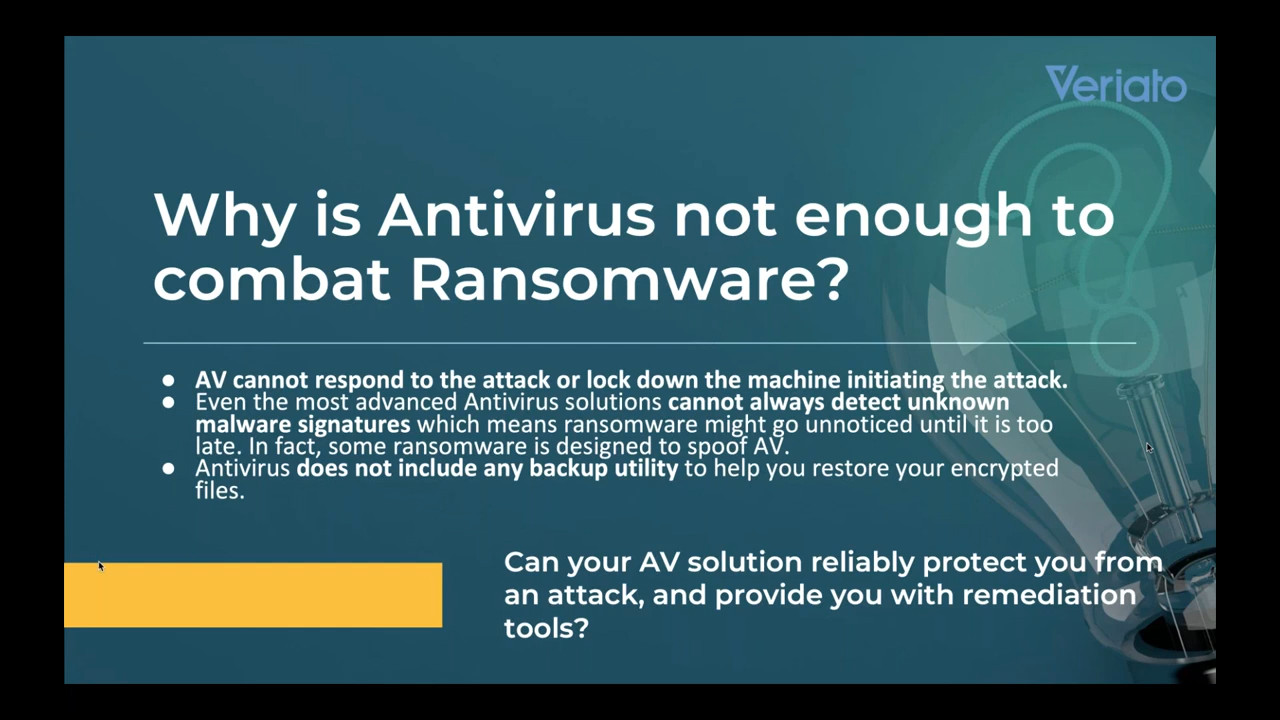 Veriato
Why is Antivirus not enough to
combat Ransomware?
● AV cannot respond to the attack or lock down the machine initiating the attack.
● Even the most advanced Antivirus solutions cannot always detect unknown
malware signatures which means ransomware might go unnoticed until it is too
late. In fact, some ransomware is designed to spoof AV.
● Antivirus does not include any backup utility to help you restore your encrypted
files.
Can your AV solution reliably protect you from
an attack, and provide you with remediation
tools?